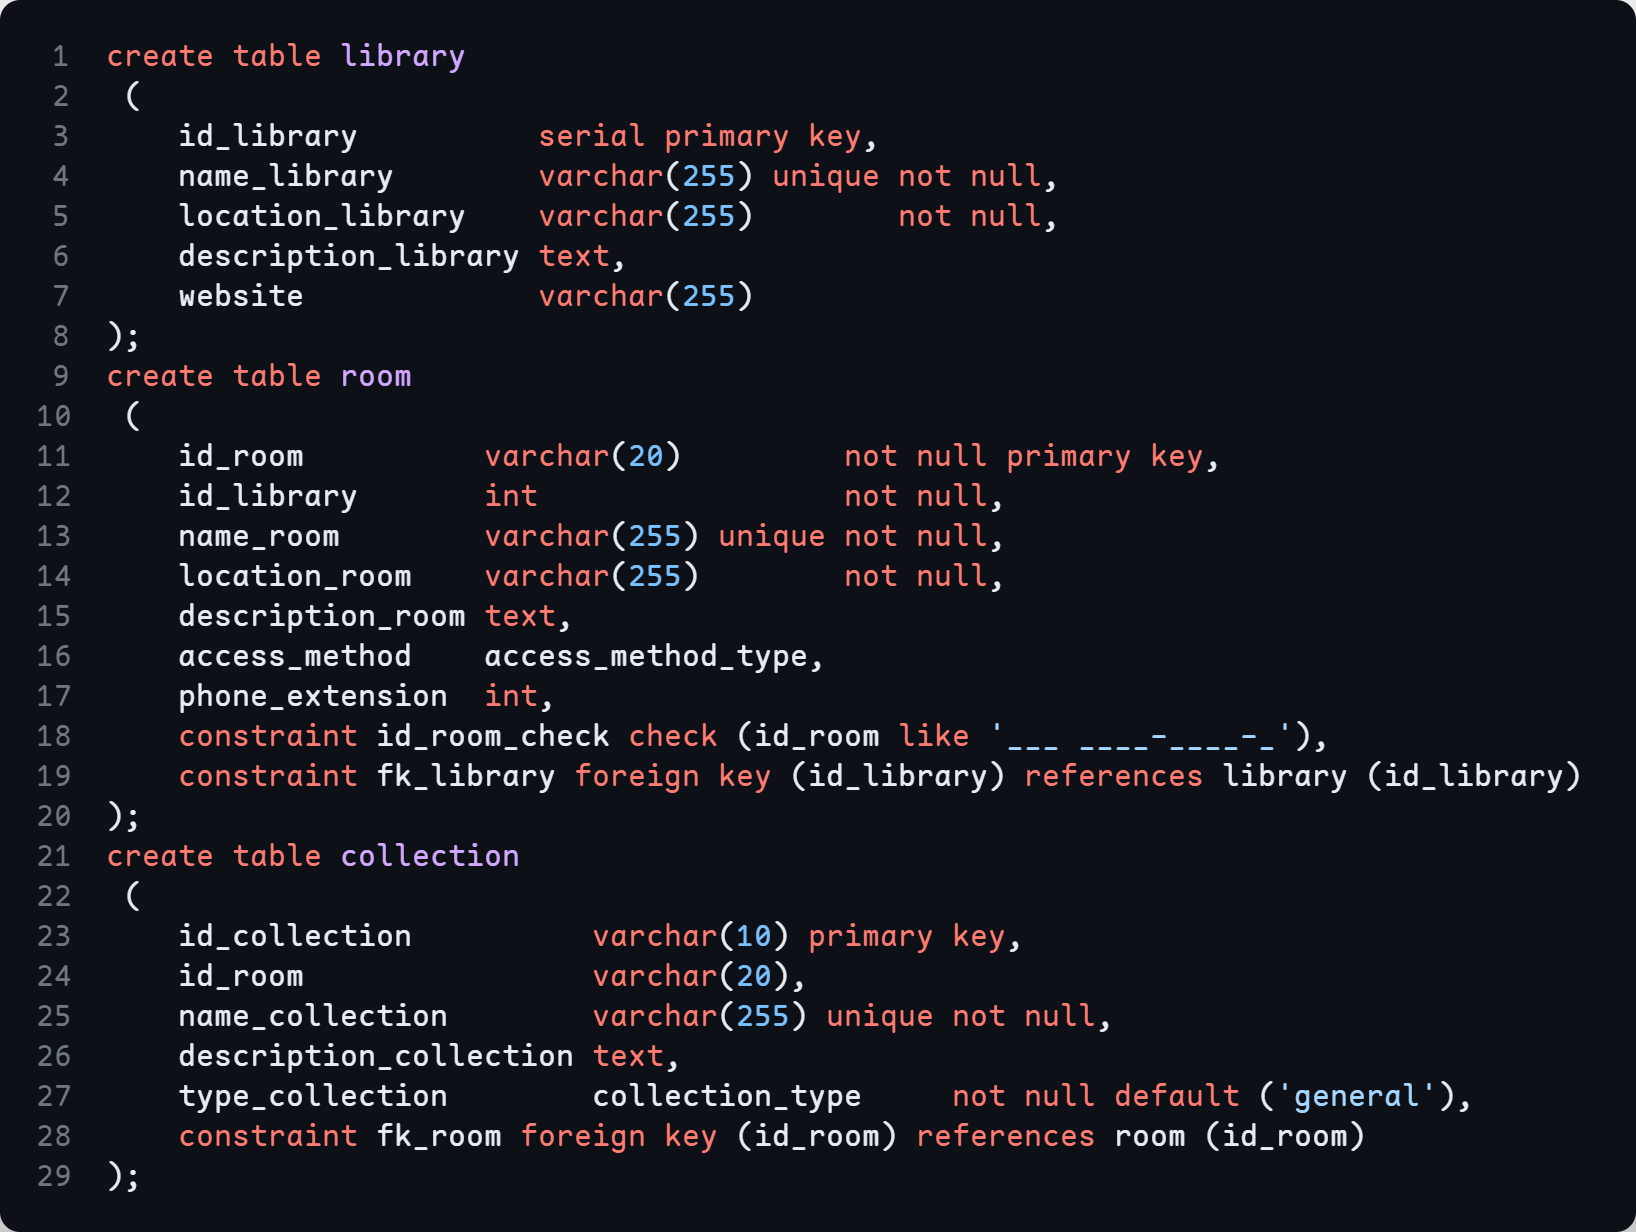 1 create table library
2  (
3     id_library          serial primary key,
4     name_library        varchar(255) unique not null,
5     location_library    varchar(255)        not null,
6     description_library text,
7     website             varchar(255)
8 );
9 create table room
10  (
11     id_room          varchar(20)         not null primary key,
12     id_library       int                 not null,
13     name_room        varchar(255) unique not null,
14     location_room    varchar(255)        not null,
15     description_room text,
16     access_method    access_method_type,
17     phone_extension  int,
18     constraint id_room_check check (id_room like '___ ____-____-_'),
19     constraint fk_library foreign key (id_library) references library (id_library)
20 );
21 create table collection
22  (
23     id_collection          varchar(10) primary key,
24     id_room                varchar(20),
25     name_collection        varchar(255) unique not null,
26     description_collection text,
27     type_collection        collection_type     not null default ('general'),
28     constraint fk_room foreign key (id_room) references room (id_room)
29 );